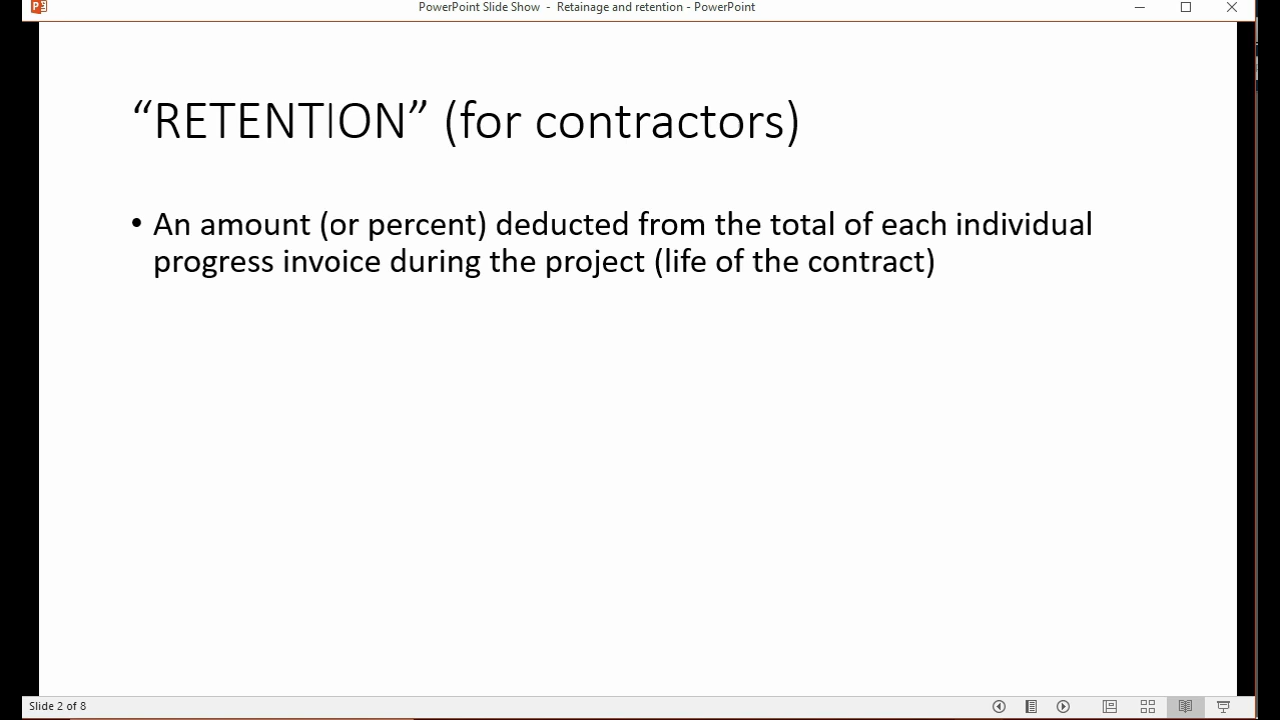 PowerPoint Slide Show - Retainage and retention - PowerPoint
“RETENTION” (for contractors)
• An amount (or percent) deducted from the total of each individual
progress invoice during the project (life of the contract)
Slide 2 of 8